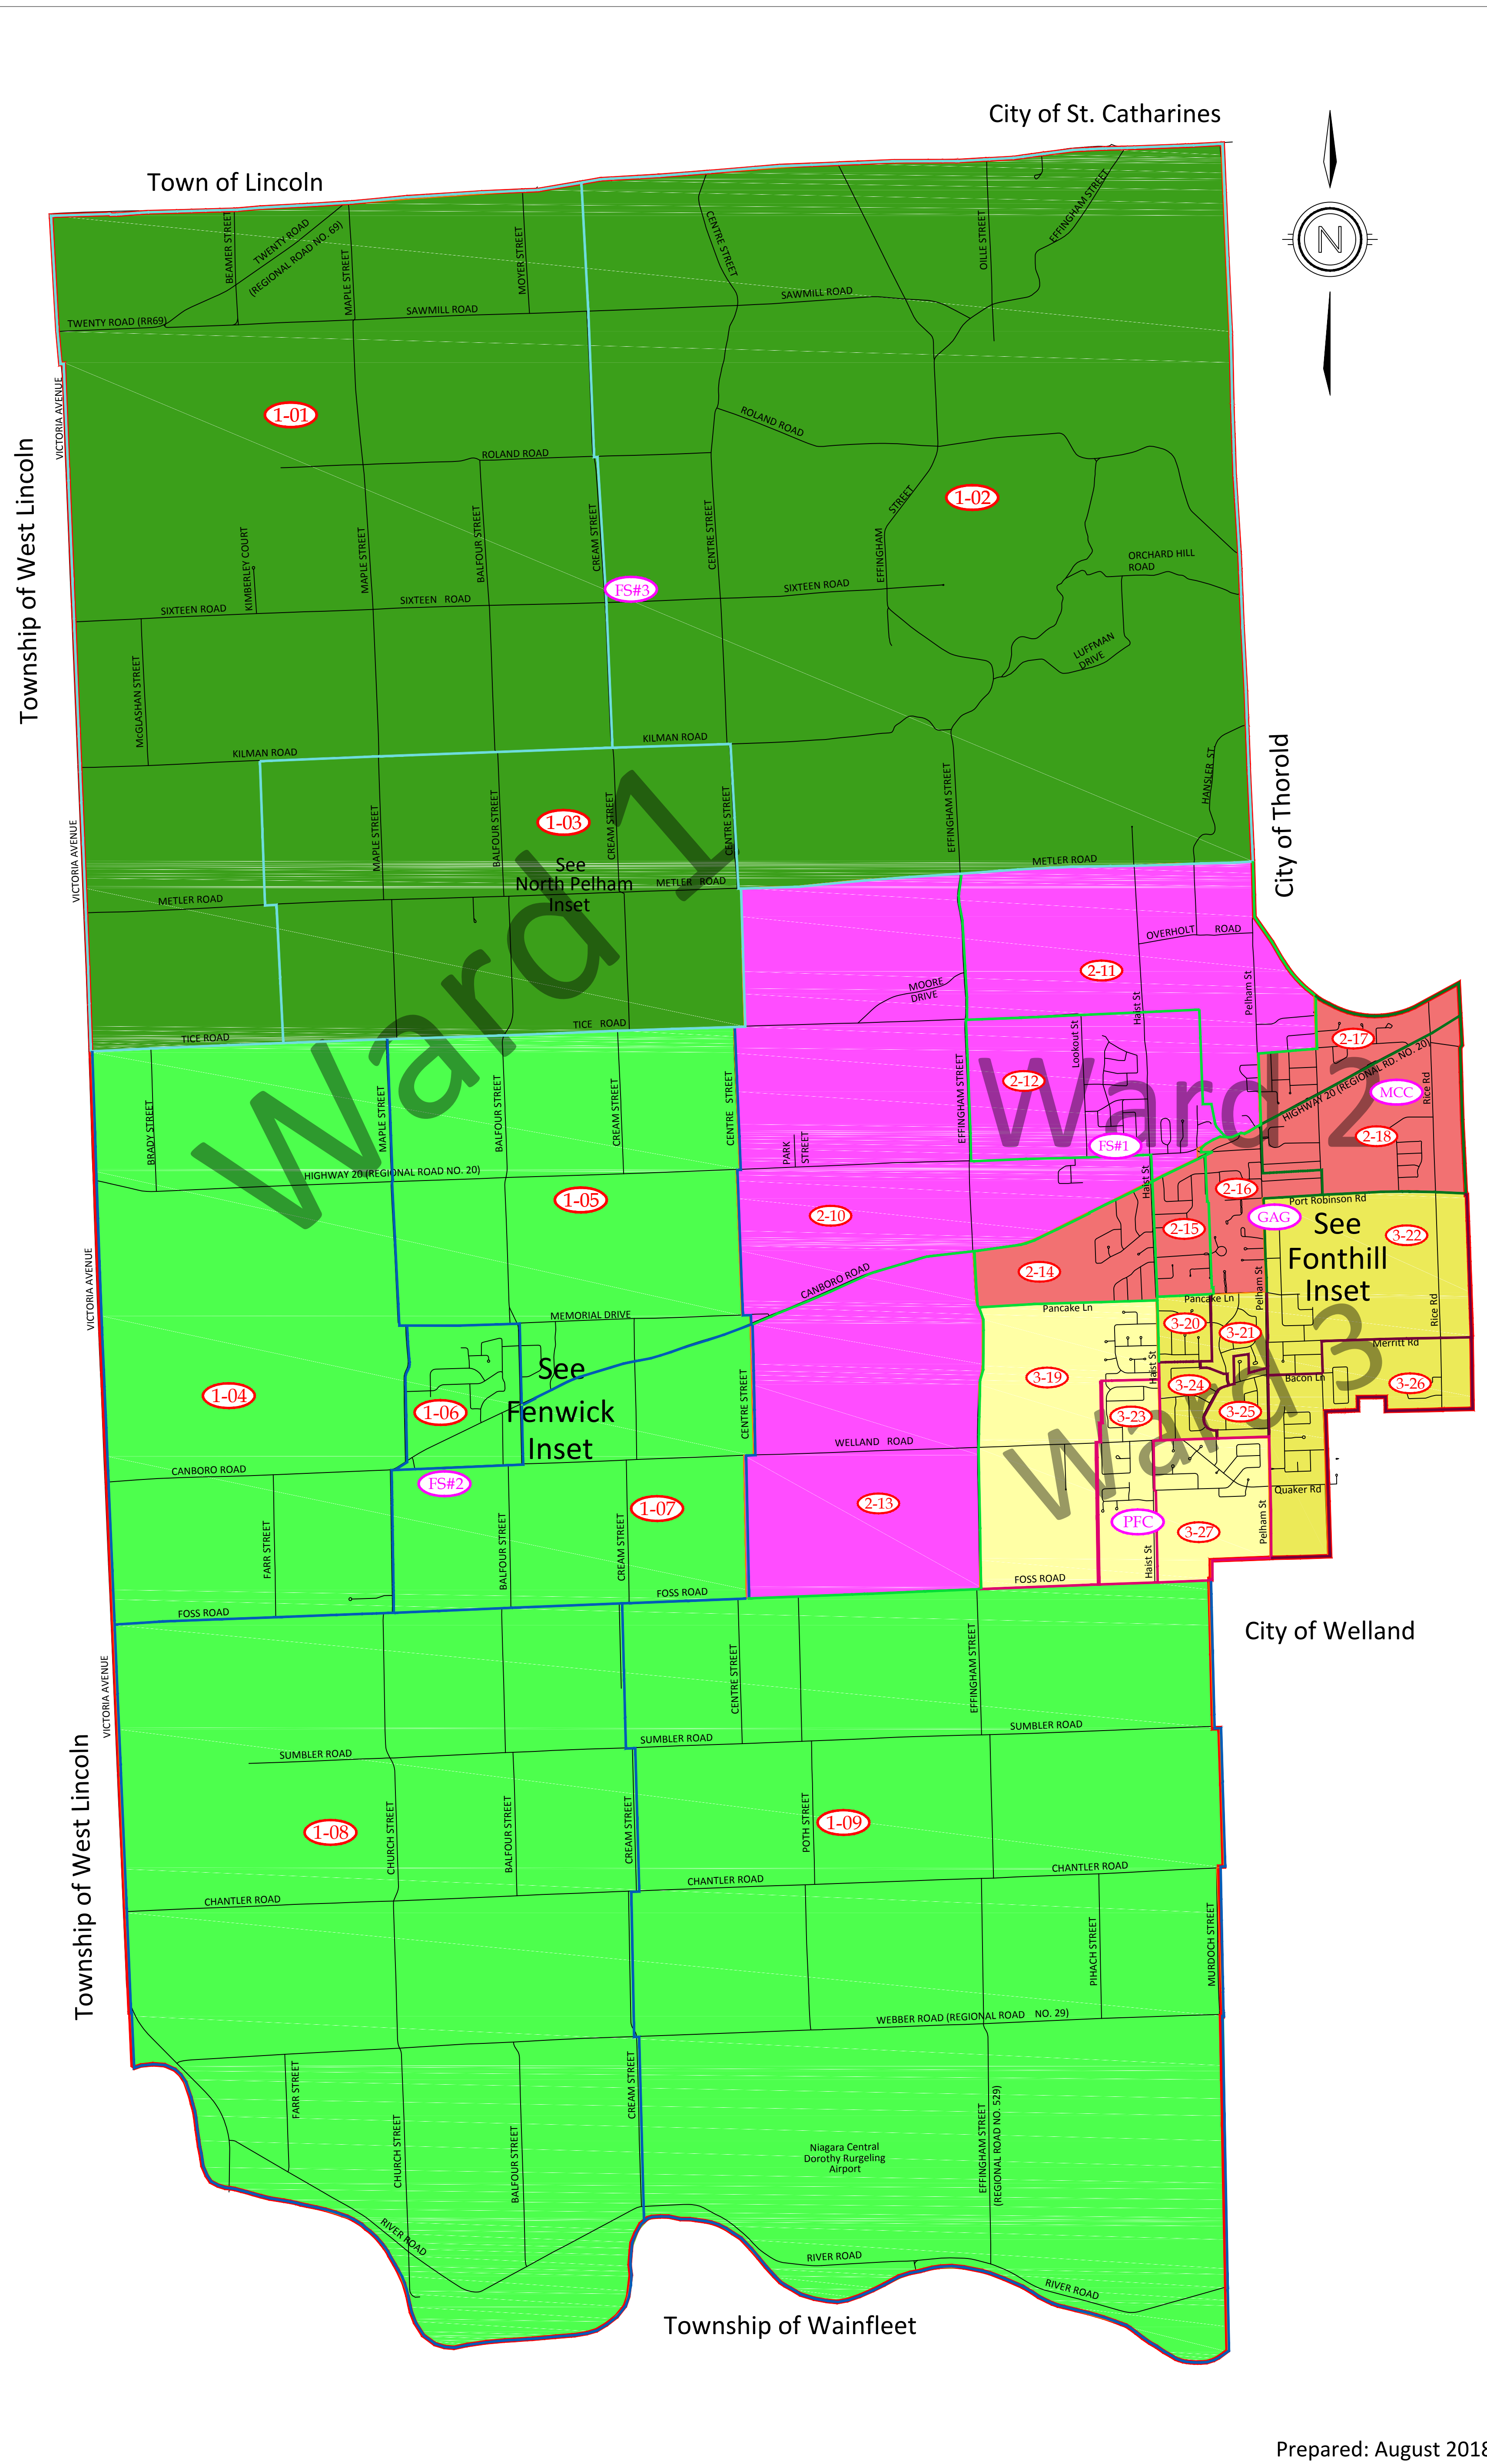 City of St. Catharines
Town of Lincoln
N
BEAMER STREET
TWENTY ROAD
(REGIONAL ROAD NO. 69)
MAPLE STREET
MOYER STREET
CENTRE STREET
OILLE STREET
EFFINGHAM STREET
TWENTY ROAD (RR69)
SAWMILL ROAD
SAWMILL ROAD
VICTORIA AVENUE
1-01
ROLAND ROAD
ROLAND ROAD
1-02
Township of West Lincoln
KIMBERLEY COURT
MAPLE STREET
BALFOUR STREET
CREAM STREET
CENTRE STREET
EFFINGHAM
STREET
ORCHARD HILL
ROAD
FS#3
SIXTEEN ROAD
SIXTEEN ROAD
SIXTEEN ROAD
McGLASHAN STREET
LUFFMAN
DRIVE
KILMAN ROAD
KILMAN ROAD
HANSLER ST
City of Thorold
VICTORIA AVENUE
MAPLE STREET
BALFOUR STREET
CREAM STREET
CENTRE STREET
EFFINGHAM STREET
1-03
See
North Pelham
Inset
METLER ROAD
METLER ROAD
METLER ROAD
Ward 1
OVERHOLT ROAD
2-11
MOORE
DRIVE
Haist St
Pelham St
TICE ROAD
TICE ROAD
Lookout St
2-17
HIGHWAY 20 (REGIONAL RD. NO. 20)
Rice Rd
MCC
2-12
Ward 2
2-18
FS#1
BRADY STREET
MAPLE STREET
BALFOUR STREET
CREAM STREET
CENTRE STREET
PARK
STREET
EFFINGHAM STREET
HIGHWAY 20 (REGIONAL ROAD NO. 20)
1-05
2-10
Haist St
2-16
Port Robinson Rd
GAG
2-15
See
Fonthill
Inset
3-22
VICTORIA AVENUE
CANBORO ROAD
2-14
Pelham St
Rice Rd
MEMORIAL DRIVE
Pancake Ln
Pancake Ln
3-20
3-21
Merritt Rd
1-04
See
Fenwick
Inset
1-06
CENTRE STREET
3-19
Haist St
3-24
Bacon Ln
3-26
3-23
3-25
Ward 3
WELLAND ROAD
CANBORO ROAD
FS#2
1-07
2-13
Quaker Rd
PFC
3-27
Pelham St
FARR STREET
BALFOUR STREET
CREAM STREET
Haist St
FOSS ROAD
FOSS ROAD
FOSS ROAD
City of Welland
VICTORIA AVENUE
CENTRE STREET
EFFINGHAM STREET
SUMBLER ROAD
SUMBLER ROAD
SUMBLER ROAD
Township of West Lincoln
1-08
CHURCH STREET
BALFOUR STREET
CREAM STREET
POTH STREET
1-09
CHANTLER ROAD
CHANTLER ROAD
CHANTLER ROAD
PIHACH STREET
MURDOCH STREET
WEBBER ROAD (REGIONAL ROAD NO. 29)
FARR STREET
CHURCH STREET
BALFOUR STREET
CREAM STREET
Niagara Central
Dorothy Rurgeling
Airport
EFFINGHAM STREET
(REGIONAL ROAD NO. 529)
RIVER ROAD
RIVER ROAD
RIVER ROAD
Township of Wainfleet
Prepared: August 2018